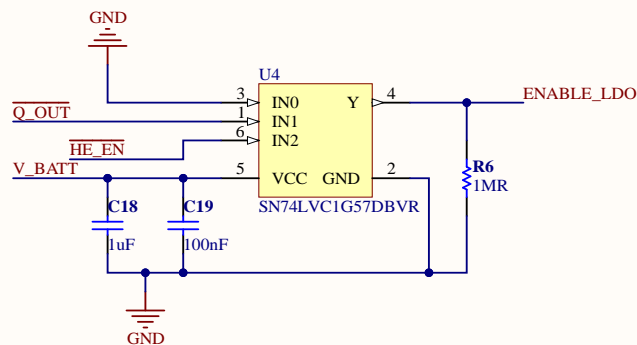 GND
U4
3 IN0 Y 4 ENABLE_LDO
Q_OUT 1 IN1
6 IN2
HE_EN
V_BATT 5 VCC GND 2
R6
1MR
SN74LVC1G57DBVR
C18 C19
1uF 100nF
GND